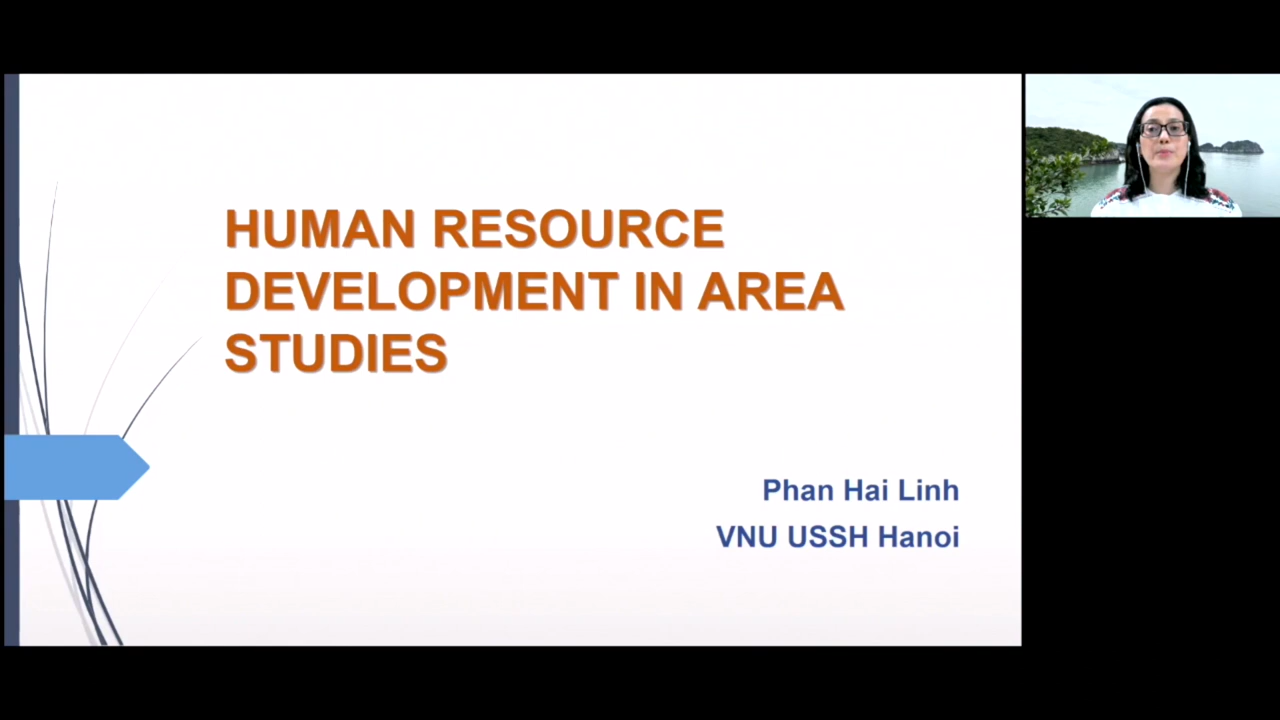 HUMAN RESOURCE
DEVELOPMENT IN AREA
STUDIES
Phan Hai Linh
VNU USSH Hanoi